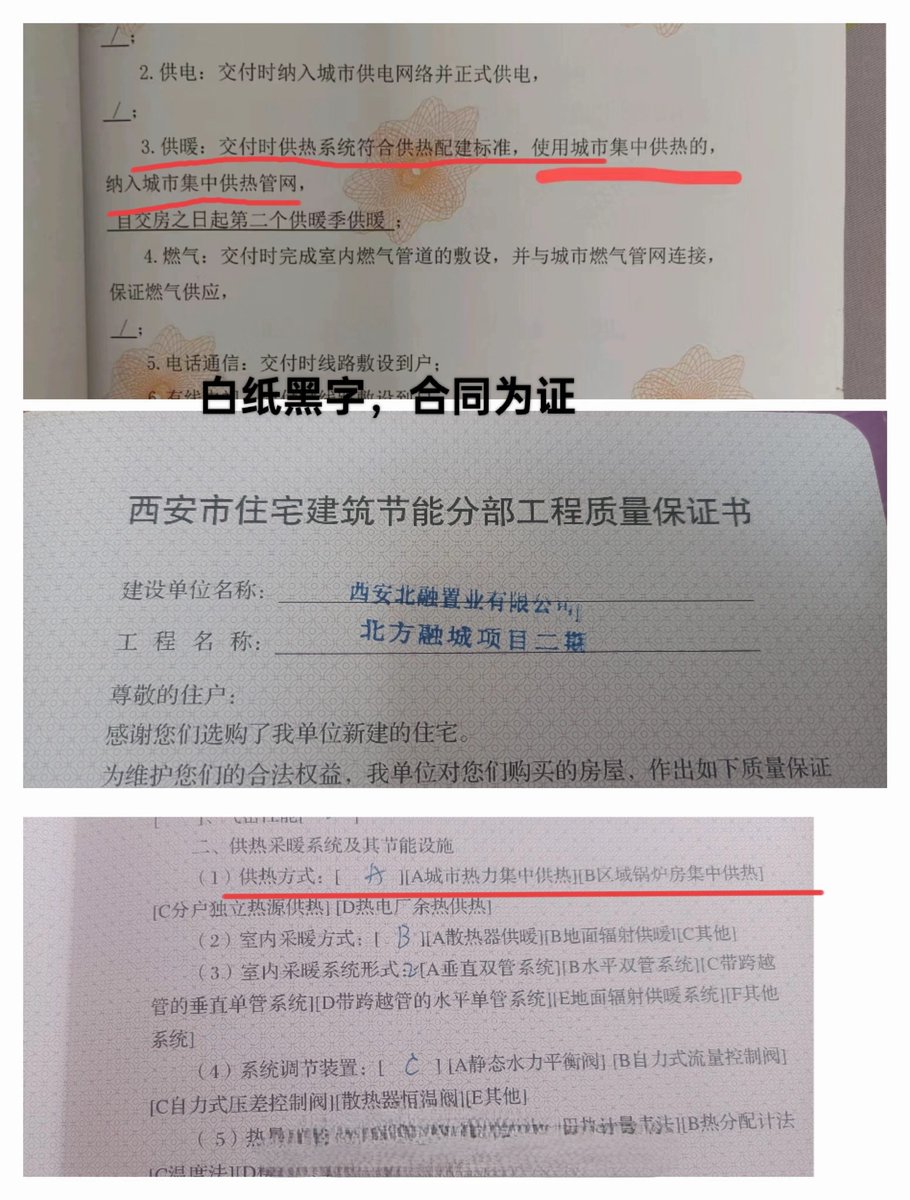 /;
2.供电：交付时纳入城市供电网络并正式供电，
/;
3.供暖：交付时供热系统符合供热配建标准，使用城市集中供热的，
纳入城市集中供热管网，
自交房之日起第二个供暖季供暖；
4.燃气：交付时完成室内燃气管道的敷设，并与城市燃气管网连接，
保证燃气供应，
/;
5.电话通信：交付时线路敷设到户；
白纸黑字，合同为证
西安市住宅建筑节能分部工程质量保证书
建设单位名称：西安北融置业有限公司
工 程 名 称：北方融城项目二期
尊敬的住户：
感谢您们选购了我单位新建的住宅。
为维护您们的合法权益，我单位对您们购买的房屋，作出如下质量保证
二、供热采暖系统及其节能设施
（1）供热方式：[ A ][A城市热力集中供热][B区域锅炉房集中供热]
[C分户独立热源供热] [D热电厂余热供热]
（2）室内采暖方式：[ B ][A散热器供暖][B地面辐射供暖][C其他]
（3）室内采暖系统形式：[A垂直双管系统][B水平双管系统][C带跨越
管的垂直单管系统][D带跨越管的水平单管系统][E地面辐射供暖系统][F其他
系统]
（4）系统调节装置：[ C ] [A静态水力平衡阀] [B自力式流量控制阀]
[C自力式压差控制阀][散热器恒温阀][E其他]
（5）热 表法][B热分配计法
[C温度法][D